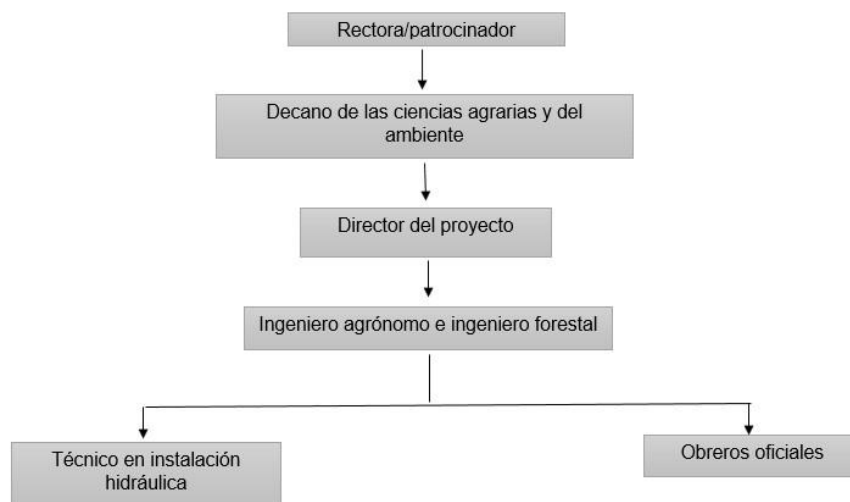 Rectora/patrocinador
Decano de las ciencias agrarias y del
ambiente
Director del proyecto
Ingeniero agrónomo e ingeniero forestal
Técnico en instalación
hidráulica
Obreros oficiales